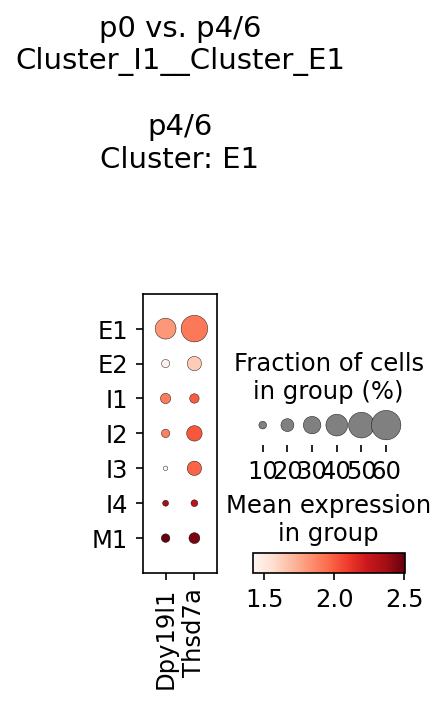 p0 vs. p4/6
Cluster_I1__Cluster_E1
p4/6
Cluster: E1
E1
E2
I1
I2
I3
I4
M1
Dpy19l1
Thsd7a
Fraction of cells
in group (%)
10 20 30 40 50 60
Mean expression
in group
1.5 2.0 2.5